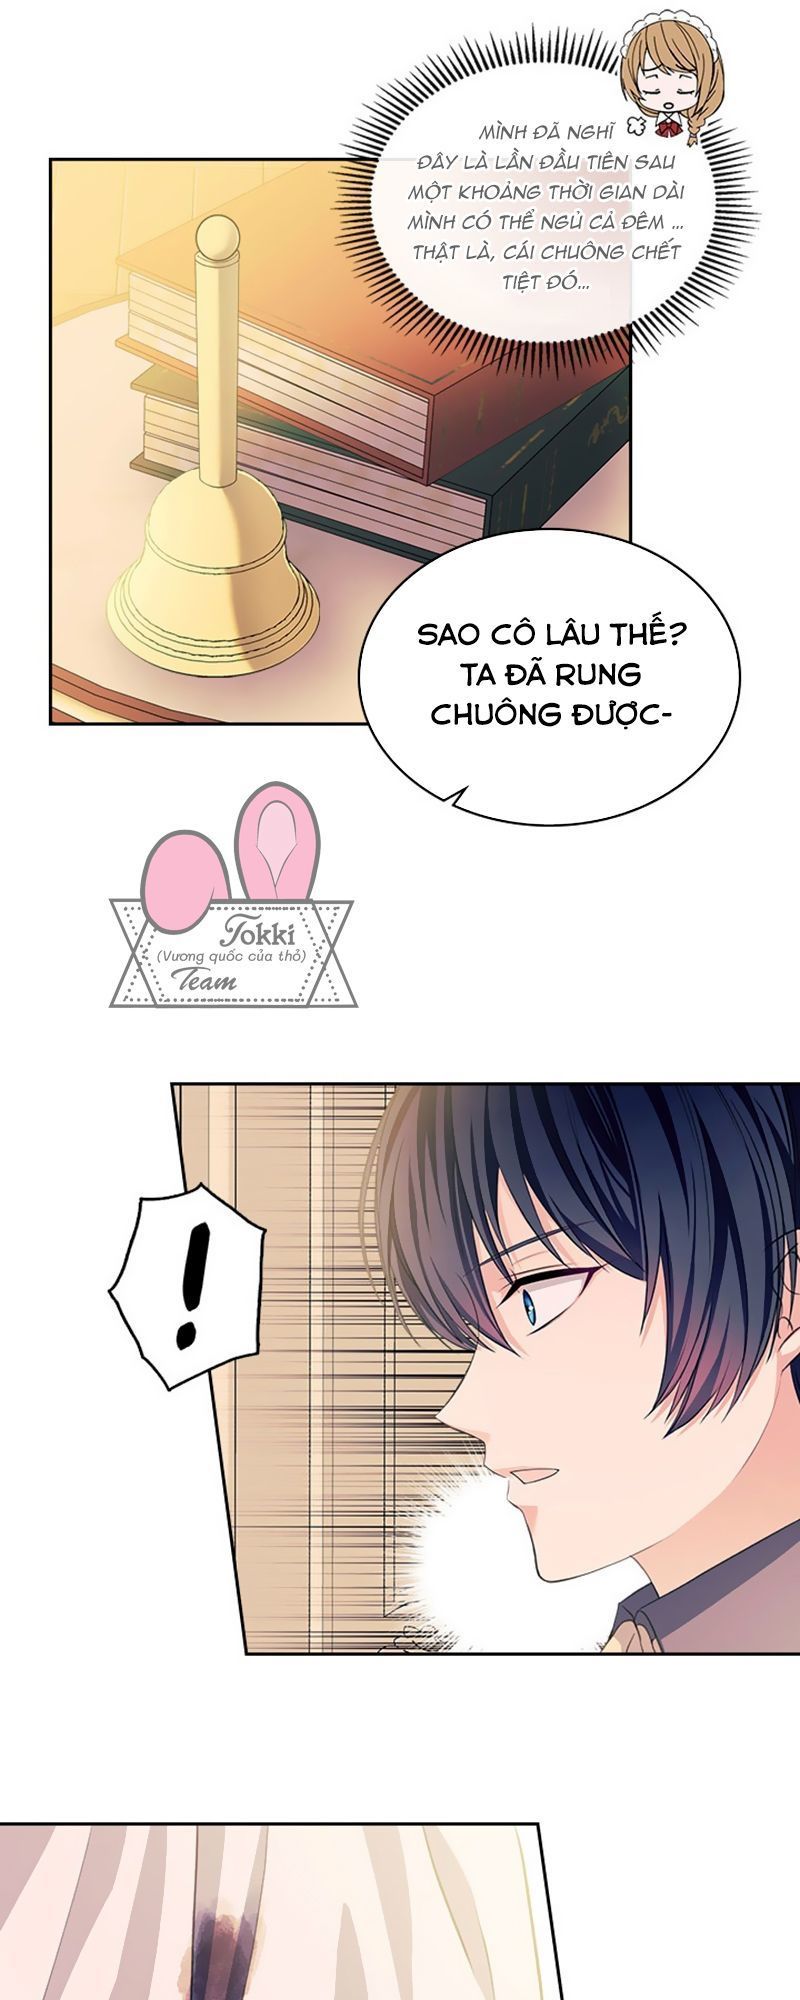 MÌNH ĐÃ NGHĨ
ĐÂY LÀ LẦN ĐẦU TIÊN SAU
MỘT KHOẢNG THỜI GIAN DÀI
MÌNH CÓ THỂ NGỦ CẢ ĐÊM ...
THẬT LÀ, CÁI CHUÔNG CHẾT
TIỆT ĐÓ...
SAO CÔ LÂU THẾ?
TA ĐÃ RUNG
CHUÔNG ĐƯỢC-
Tokki
(Vương quốc của thỏ)
Team
!